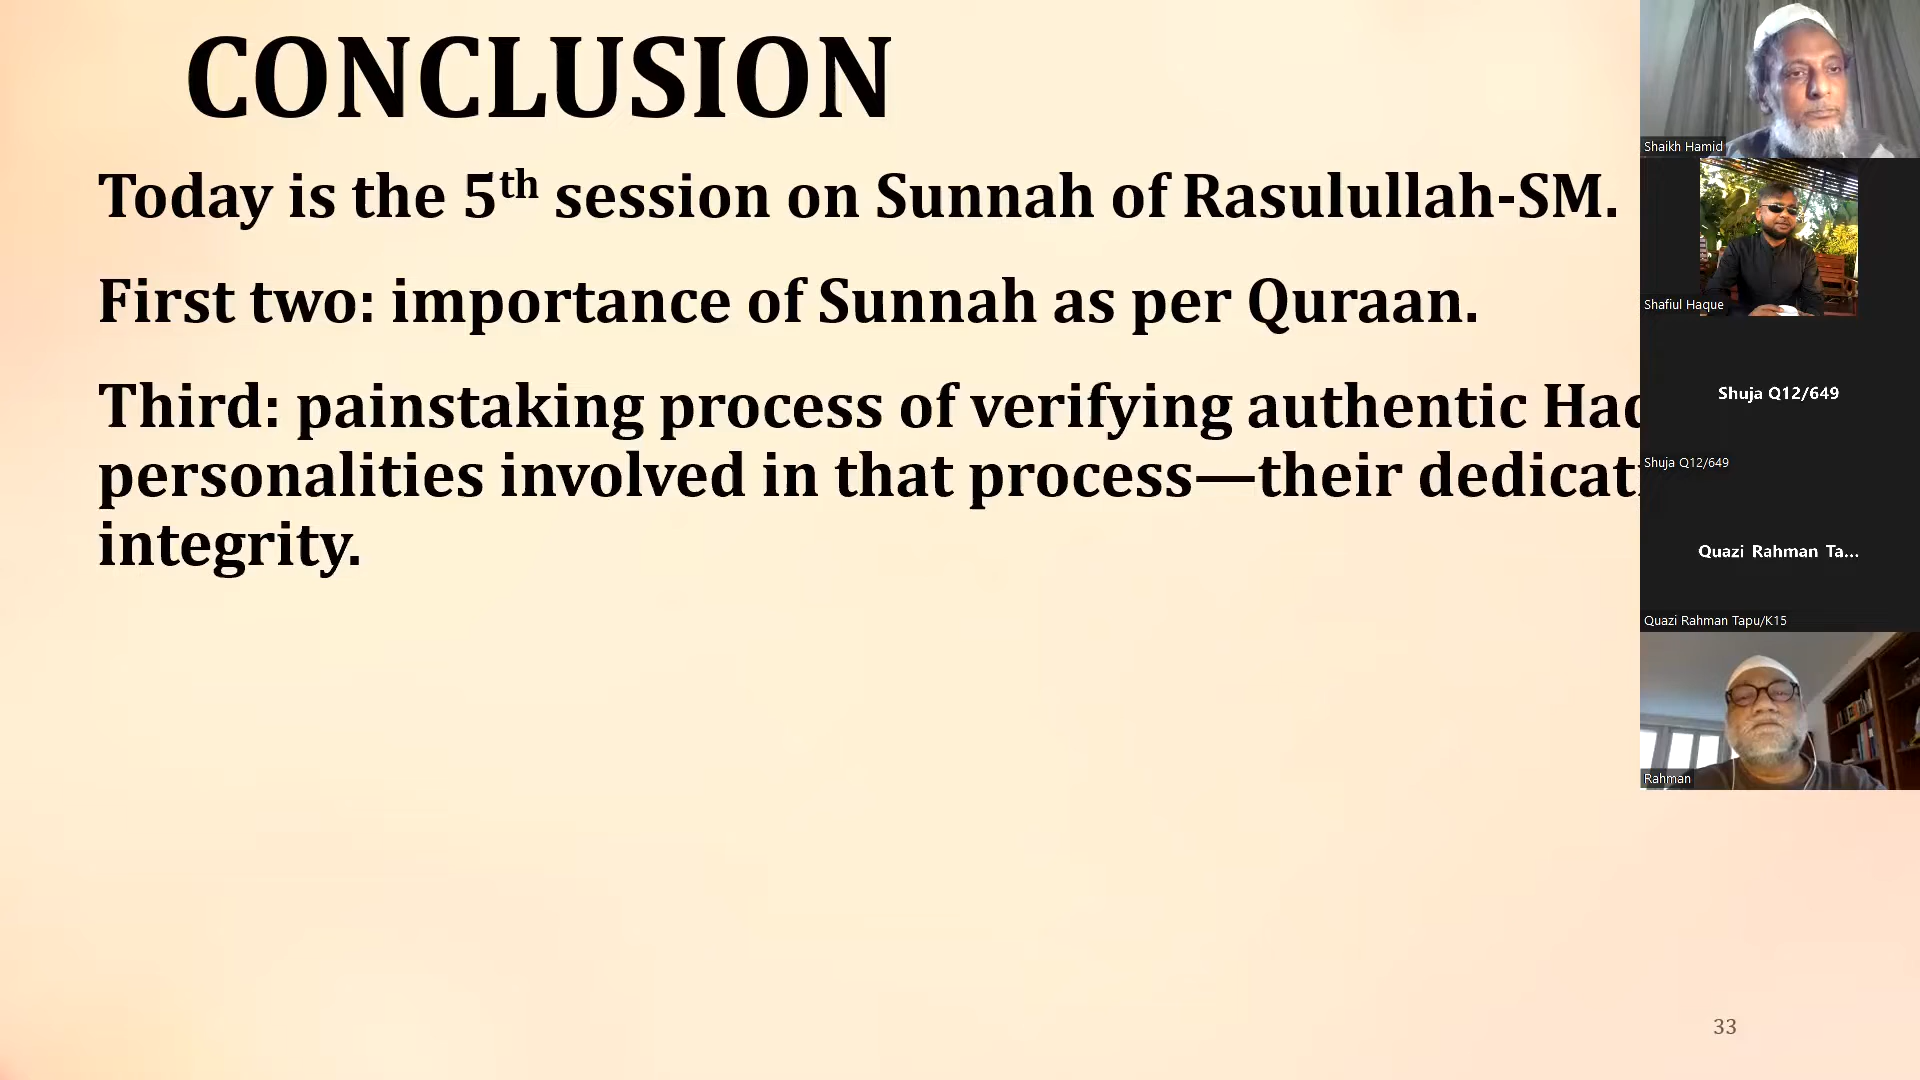 CONCLUSION
Today is the 5th session on Sunnah of Rasulullah-SM.
First two: importance of Sunnah as per Quraan.
Third: painstaking process of verifying authentic
personalities involved in that process—their
integrity.
33
Shaikh Hamid
Shafiul Haque
Shuja Q12/649
Shuja Q12/649
Quazi Rahman Ta...
Quazi Rahman Tapu/K15
Rahman